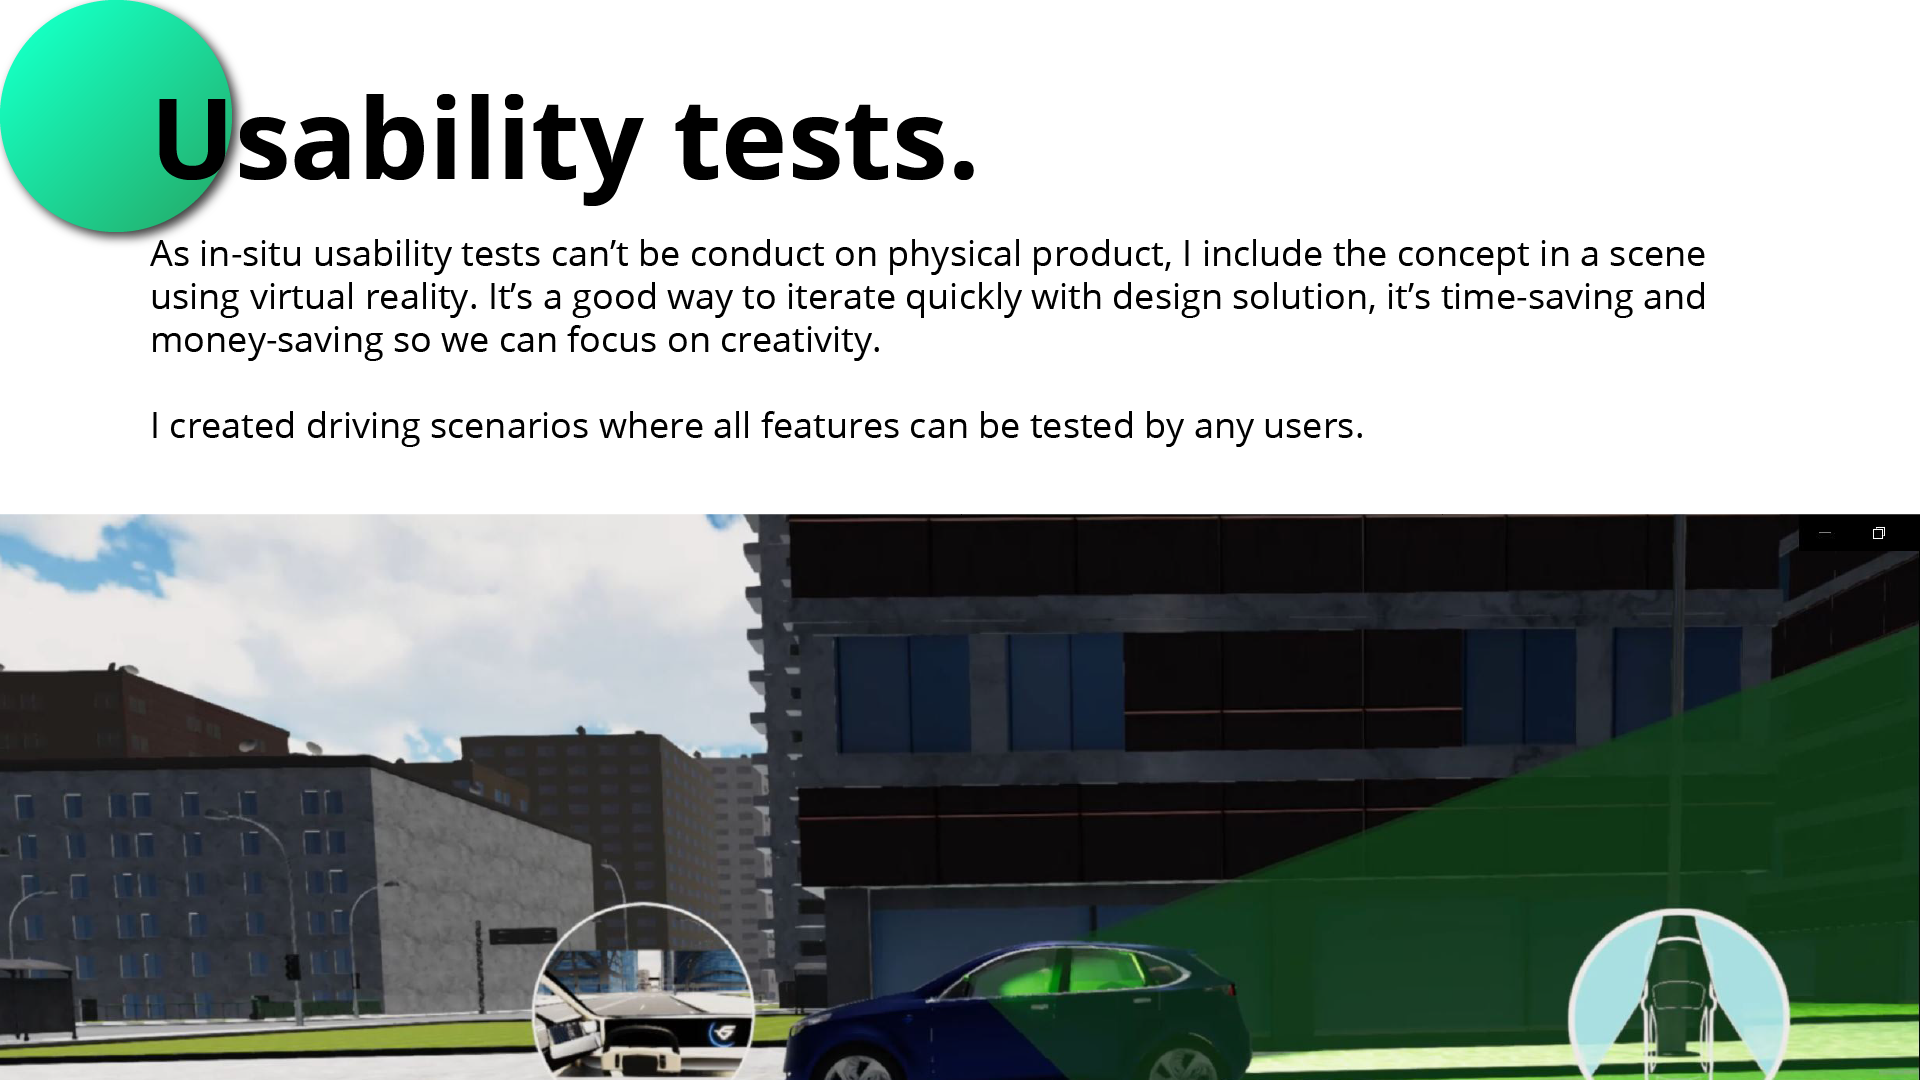 Usability tests.
As in-situ usability tests can’t be conduct on physical product, I include the concept in a scene
using virtual reality. It’s a good way to iterate quickly with design solution, it’s time-saving and
money-saving so we can focus on creativity.
I created driving scenarios where all features can be tested by any users.